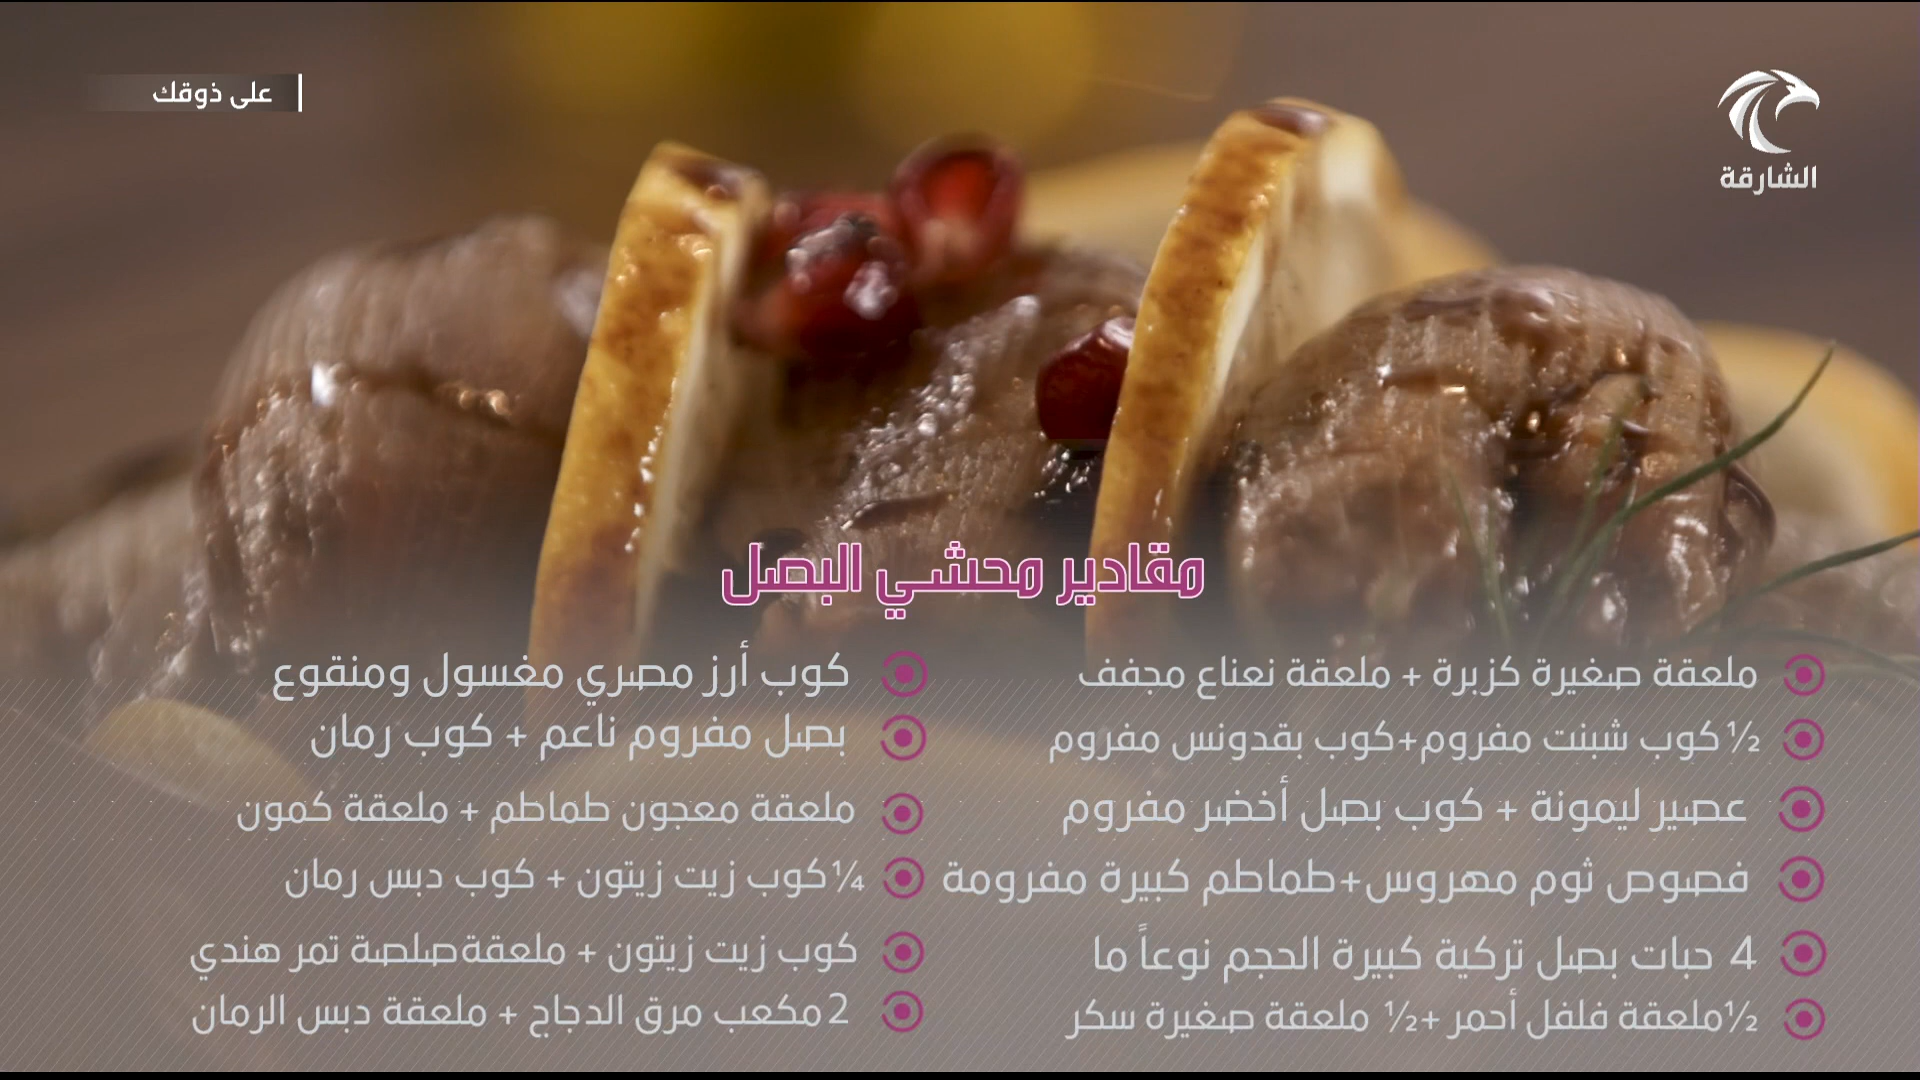 على ذوقك
الشارقة
مقادير محشي البصل
ملعقة صغيرة كزبرة + ملعقة نعناع مجفف
½ كوب شبنت مفروم+كوب بقدونس مفروم
عصير ليمونة + كوب بصل أخضر مفروم
فصوص ثوم مهروس+طماطم كبيرة مفرومة
4 حبات بصل تركية كبيرة الحجم نوعاً ما
½ملعقة فلفل أحمر +½ ملعقة صغيرة سكر
كوب أرز مصري مغسول ومنقوع
بصل مفروم ناعم + كوب رمان
ملعقة معجون طماطم + ملعقة كمون
¼كوب زيت زيتون + كوب دبس رمان
كوب زيت زيتون + ملعقةصلصة تمر هندي
2مكعب مرق الدجاج + ملعقة دبس الرمان